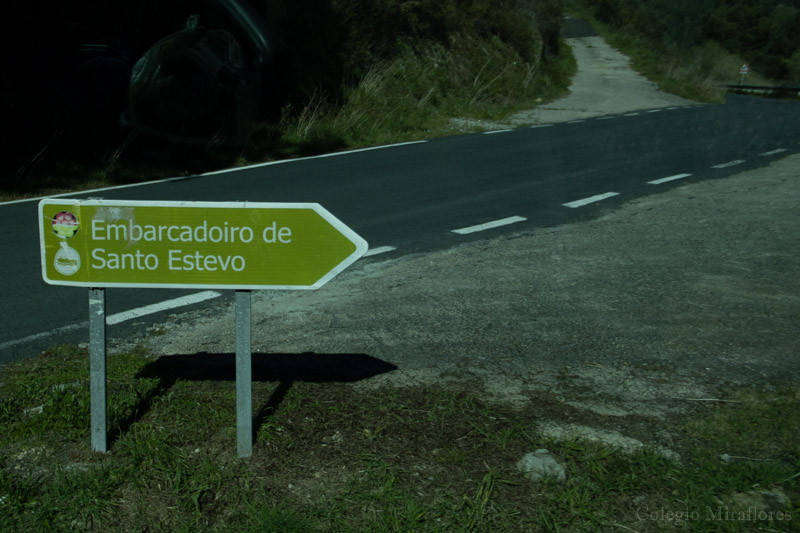 Embarcadoiro de
Santo Estevo
Colegio Miraflores